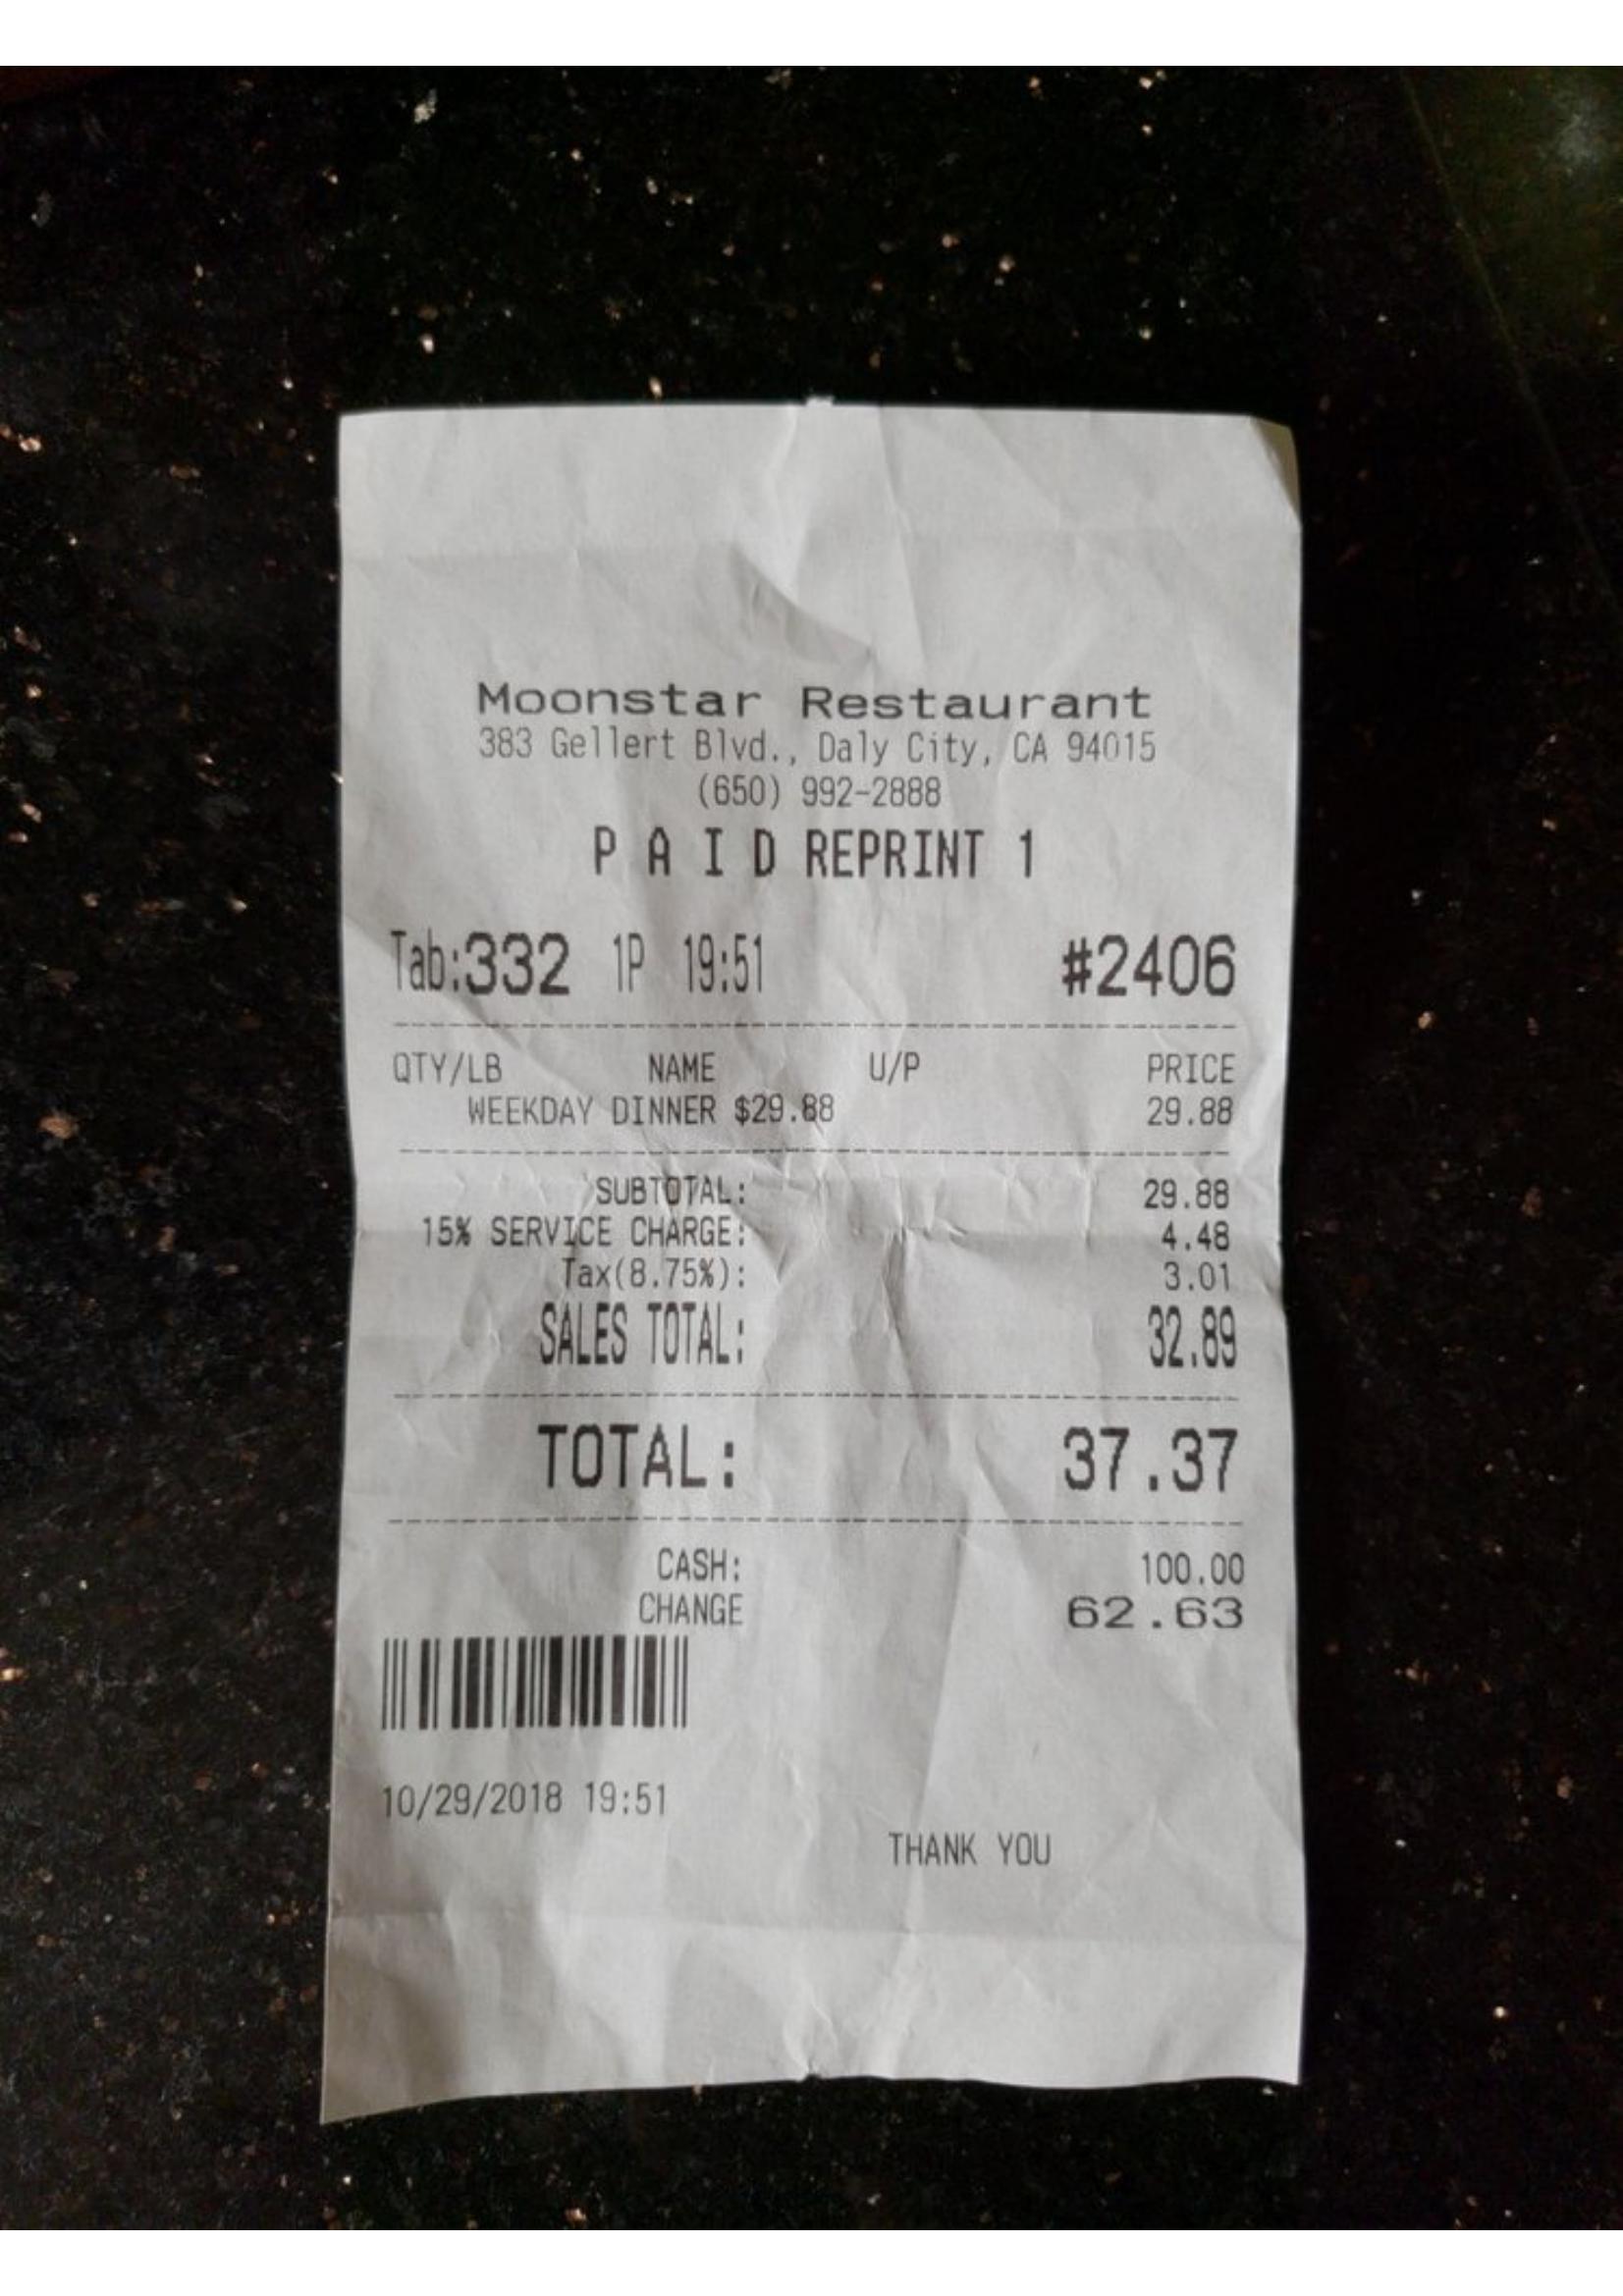 Moonstar Restaurant
383 Gellert Blvd., Daly City, CA 94015
(650) 992-2888
P A I D REPRINT 1
Tab:332 1P 19:51 #2406
QTY/LB NAME U/P PRICE
WEEKDAY DINNER $29.88 29.88
SUBTOTAL: 29.88
15% SERVICE CHARGE: 4.48
Tax(8.75%): 3.01
SALES TOTAL: 32.89
TOTAL: 37.37
CASH: 100.00
CHANGE 62.63
10/29/2018 19:51
THANK YOU